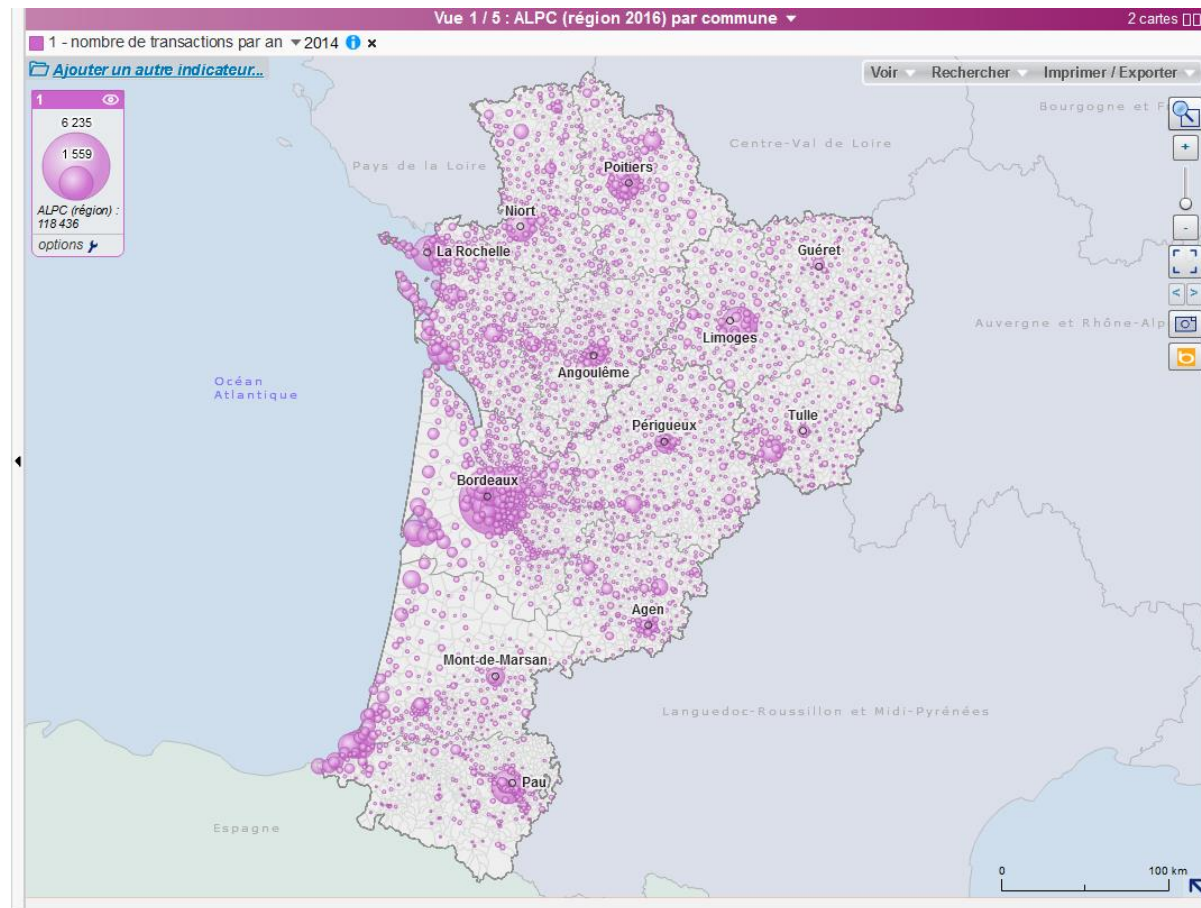 Vue 1 / 5 : ALPC (région 2016) par commune
2 cartes
1 - nombre de transactions par an 2014
Ajouter un autre indicateur...
Voir
Rechercher
Imprimer / Exporter
1
6 235
1 559
ALPC (région) :
118 436
options
Bourgogne et
Centre-Val de Loire
Pays de la Loire
Poitiers
Niort
La Rochelle
Guéret
Limoges
Auvergne et Rhône-Alp
Angoulême
Océan
Atlantique
Tulle
Périgueux
Bordeaux
Agen
Mont-de-Marsan
Languedoc-Roussillon et Midi-Pyrénées
Pau
Espagne
0
100 km
+
-
< >